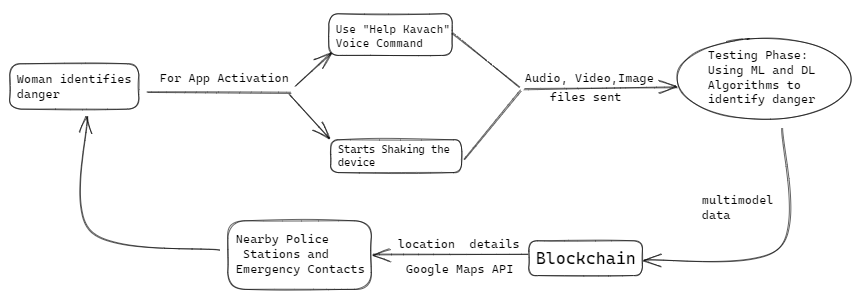 Woman identifies
danger
For App Activation
Use "Help Kavach"
Voice Command
Starts Shaking the
device
Audio, Video,Image
files sent
Testing Phase:
Using ML and DL
Algorithms to
identify danger
multimodel
data
Blockchain
location details
Google Maps API
Nearby Police
Stations and
Emergency Contacts